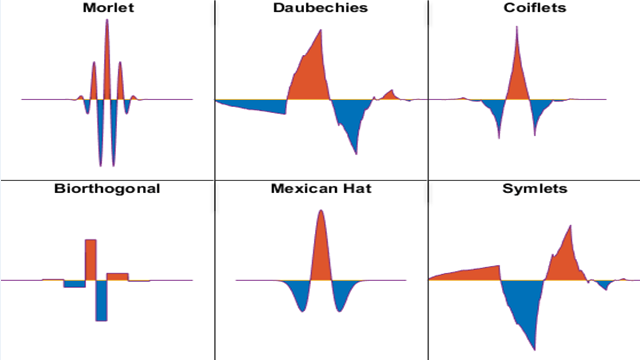 Morlet
Daubechies
Coiflets
Biorthogonal
Mexican Hat
Symlets